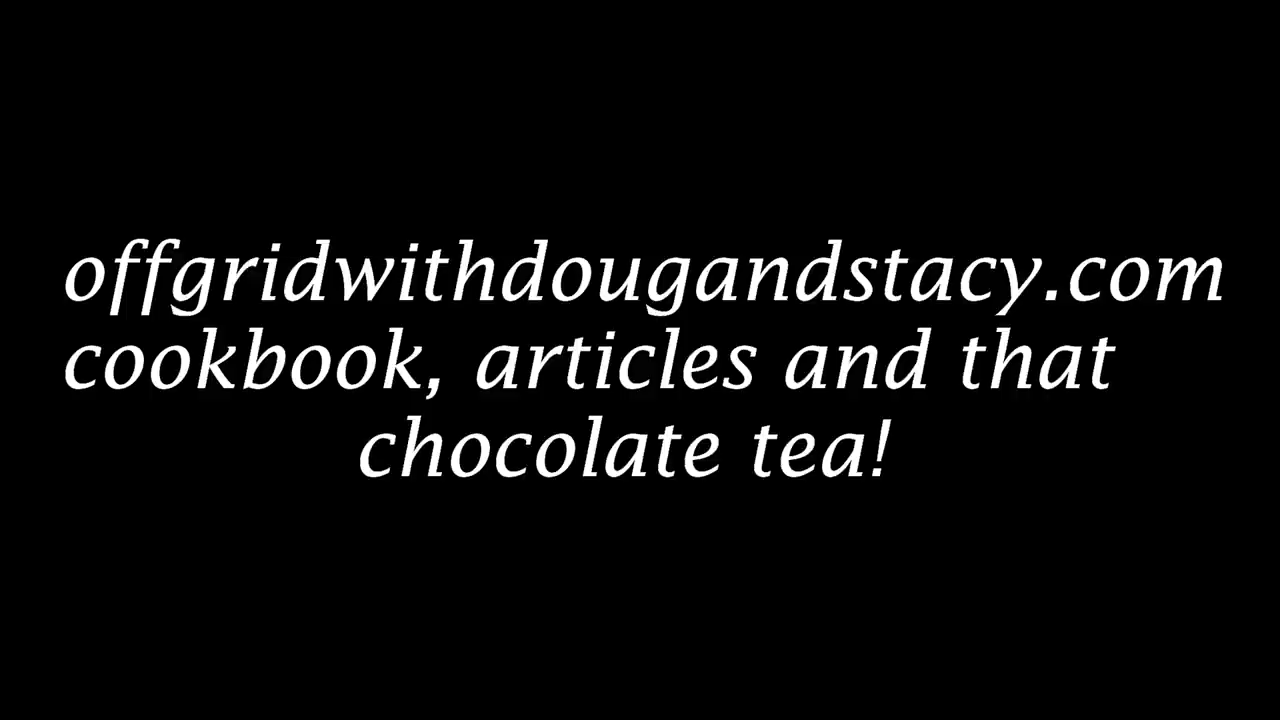 offgridwithdougandstacy.com
cookbook, articles and that
chocolate tea!